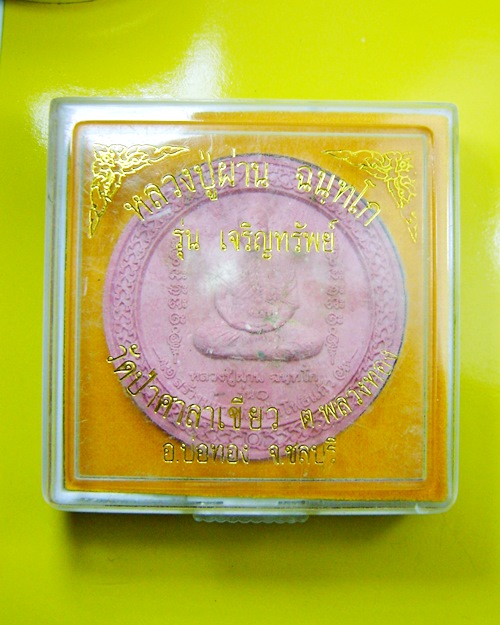 หลวงปู่ผ่าน ฉนฺทโก
รุ่น เจริญทรัพย์
หลวงปู่ผ่าน ฉนฺทโก
วัดป่าศาลาเขียว ต.พลวงทอง
อ.บ่อทอง จ.ชลบุรี